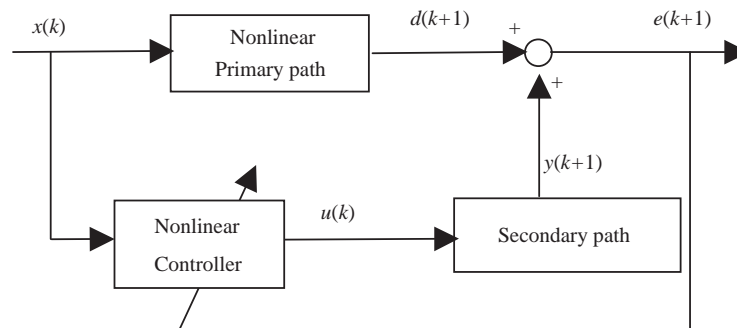 x(k)
Nonlinear
Primary path
d(k+1)
+
e(k+1)
+
y(k+1)
Nonlinear
Controller
u(k)
Secondary path